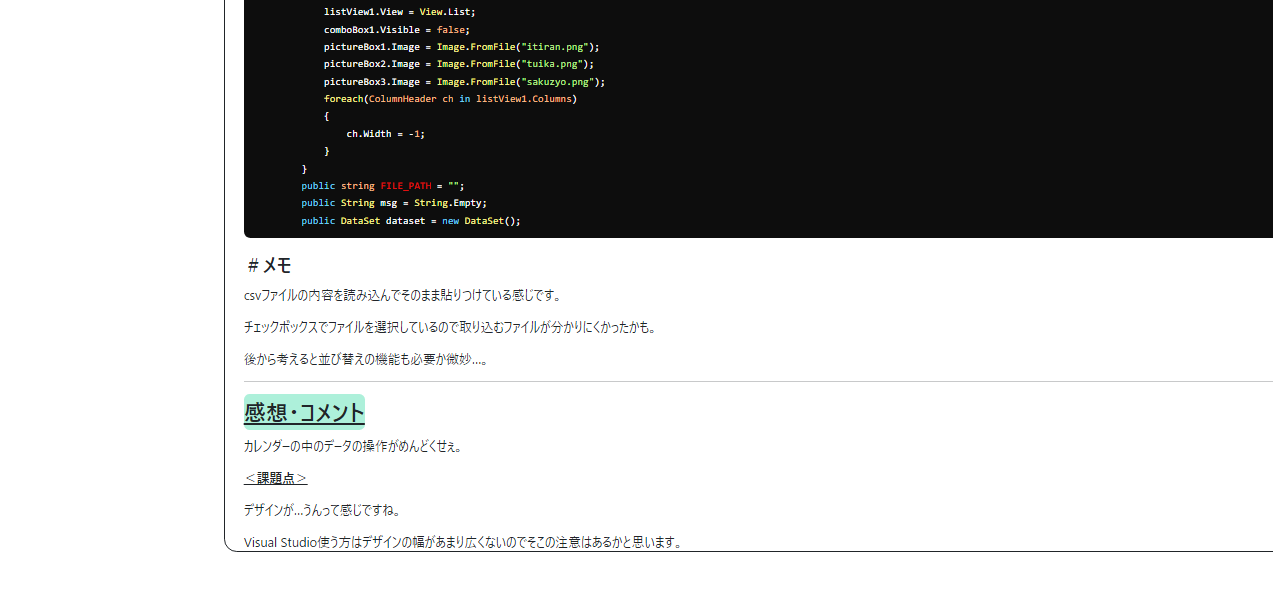 listView1.View = View.List;
comboBox1.Visible = false;
pictureBox1.Image = Image.FromFile("itiran.png");
pictureBox2.Image = Image.FromFile("tuika.png");
pictureBox3.Image = Image.FromFile("sakuzyo.png");
foreach(ColumnHeader ch in listView1.Columns)
{
ch.Width = -1;
}
}
public string FILE_PATH = "";
public String msg = String.Empty;
public DataSet dataset = new DataSet();
# メモ
csvファイルの内容を読み込んでそのまま貼りつけている感じです。
チェックボックスでファイルを選択しているので取り込むファイルが分かりにくかったかも。
後から考えると並び替えの機能も必要か微妙…。
感想・コメント
カレンダーの中のデータの操作がめんどくせぇ。
＜課題点＞
デザインが…うんって感じですね。
Visual Studio使う方はデザインの幅があまり広くないのでそこの注意はあるかと思います。